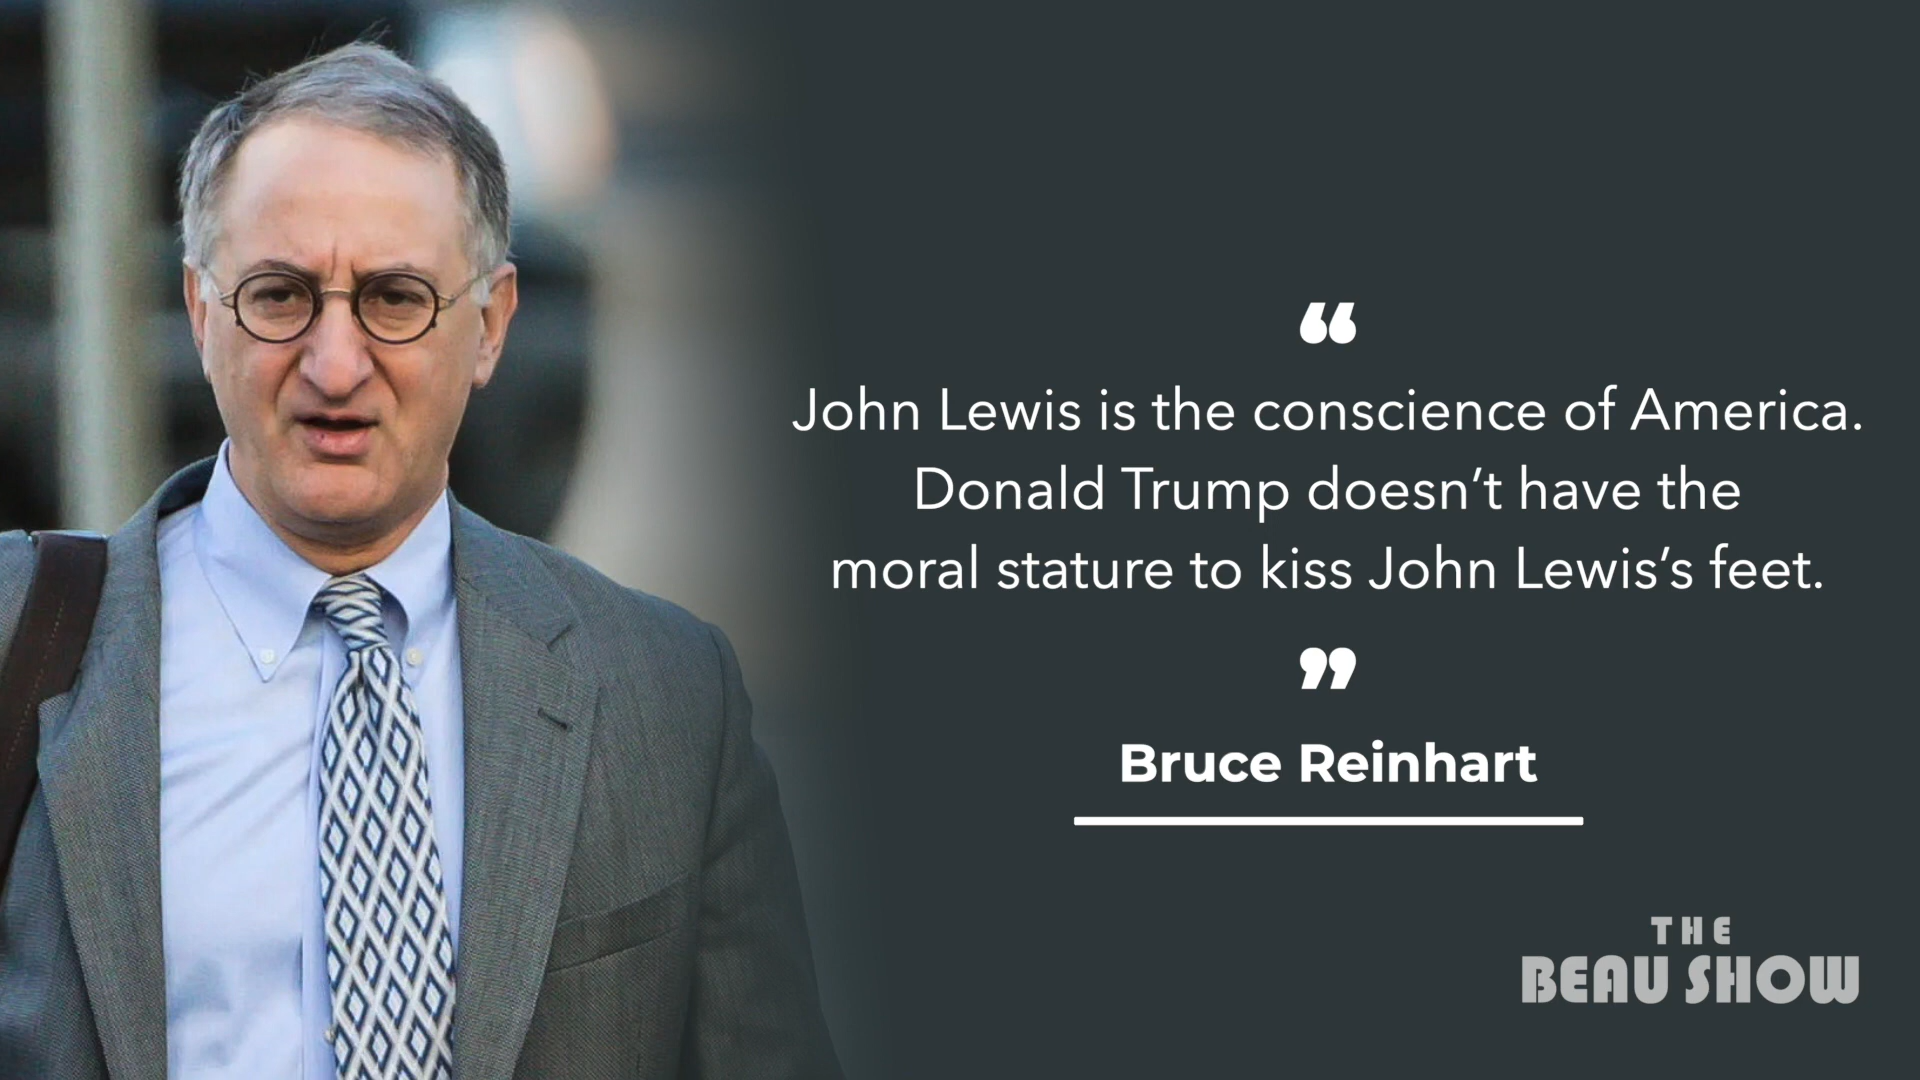 “
John Lewis is the conscience of America.
Donald Trump doesn’t have the
moral stature to kiss John Lewis’s feet.
”
Bruce Reinhart
THE
BEAU SHOW